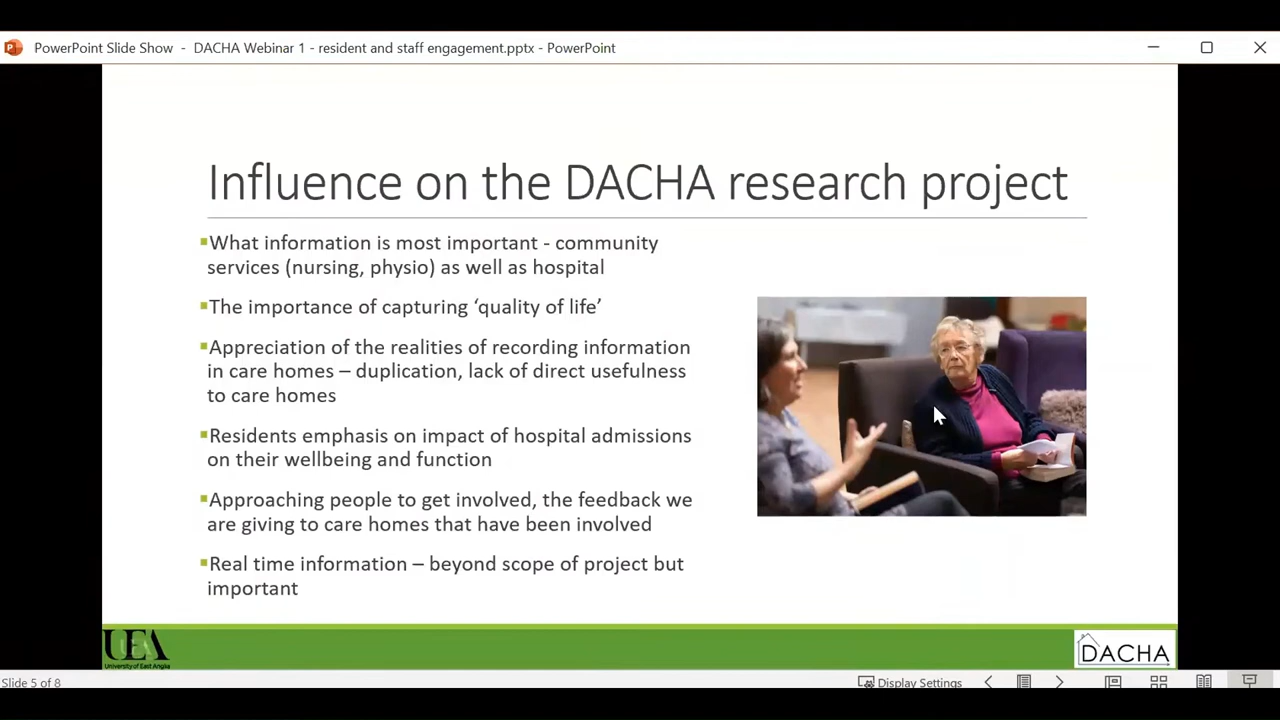 PowerPoint Slide Show - DACHA Webinar 1 - resident and staff engagement.pptx - PowerPoint
Influence on the DACHA research project
What information is most important - community
services (nursing, physio) as well as hospital
The importance of capturing ‘quality of life’
Appreciation of the realities of recording information
in care homes – duplication, lack of direct usefulness
to care homes
Residents emphasis on impact of hospital admissions
on their wellbeing and function
Approaching people to get involved, the feedback we
are giving to care homes that have been involved
Real time information – beyond scope of project but
important
UEA
University of East Anglia
DACHA
Slide 5 of 8
Display Settings